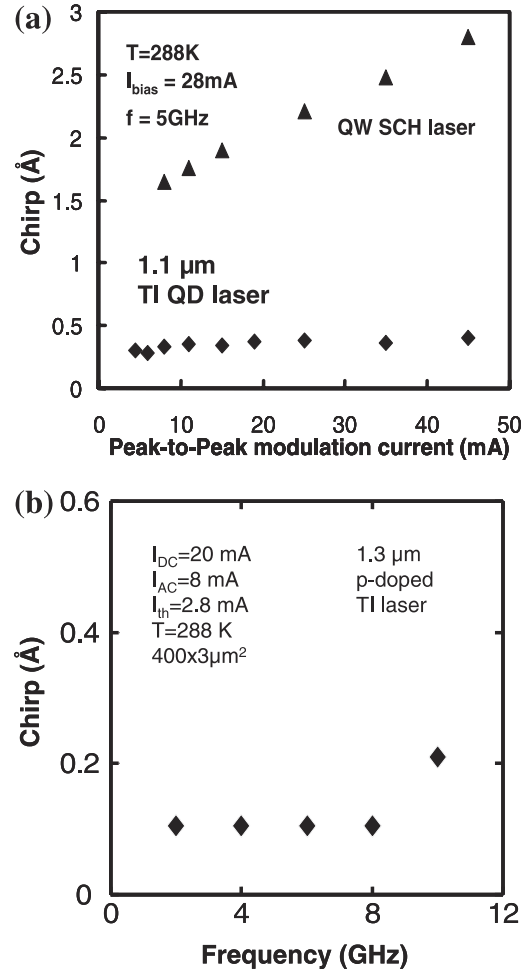 (a)
3
2.5
2
1.5
1
0.5
0
Chirp (Å)
T=288K
I_bias = 28mA
f = 5GHz
QW SCH laser
1.1 µm
TI QD laser
0 10 20 30 40 50
Peak-to-Peak modulation current (mA)
(b)
0.6
0.4
0.2
0
Chirp (Å)
I_DC=20 mA
I_AC=8 mA
I_th=2.8 mA
T=288 K
400x3µm²
1.3 µm
p-doped
TI laser
0 4 8 12
Frequency (GHz)